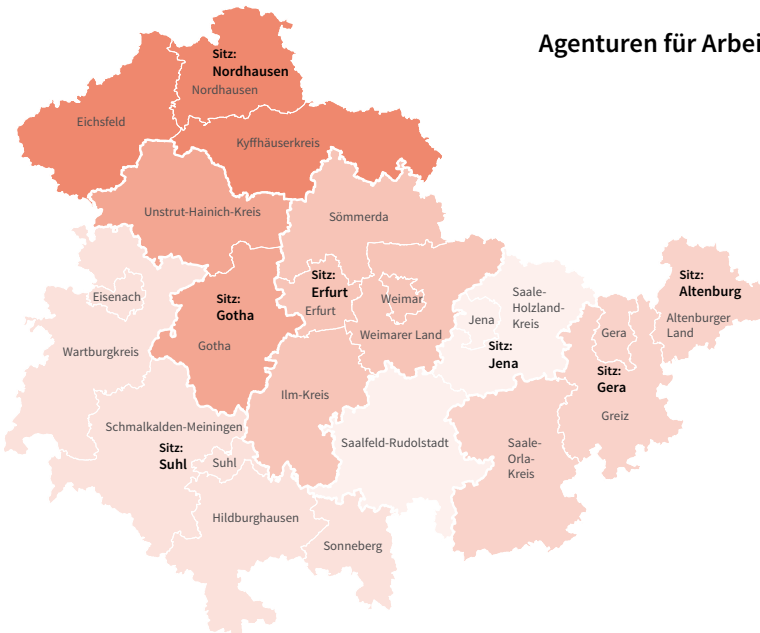 Agenturen für Arbei
Sitz:
Nordhausen
Nordhausen
Eichsfeld
Kyffhäuserkreis
Unstrut-Hainich-Kreis
Sömmerda
Sitz:
Erfurt
Erfurt
Weimar
Weimarer Land
Eisenach
Sitz:
Gotha
Gotha
Wartburgkreis
Saale-
Holzland-
Kreis
Jena
Sitz:
Jena
Sitz:
Altenburg
Altenburger
Land
Gera
Sitz:
Gera
Greiz
Ilm-Kreis
Schmalkalden-Meiningen
Sitz:
Suhl
Suhl
Saalfeld-Rudolstadt
Saale-
Orla-
Kreis
Hildburghausen
Sonneberg